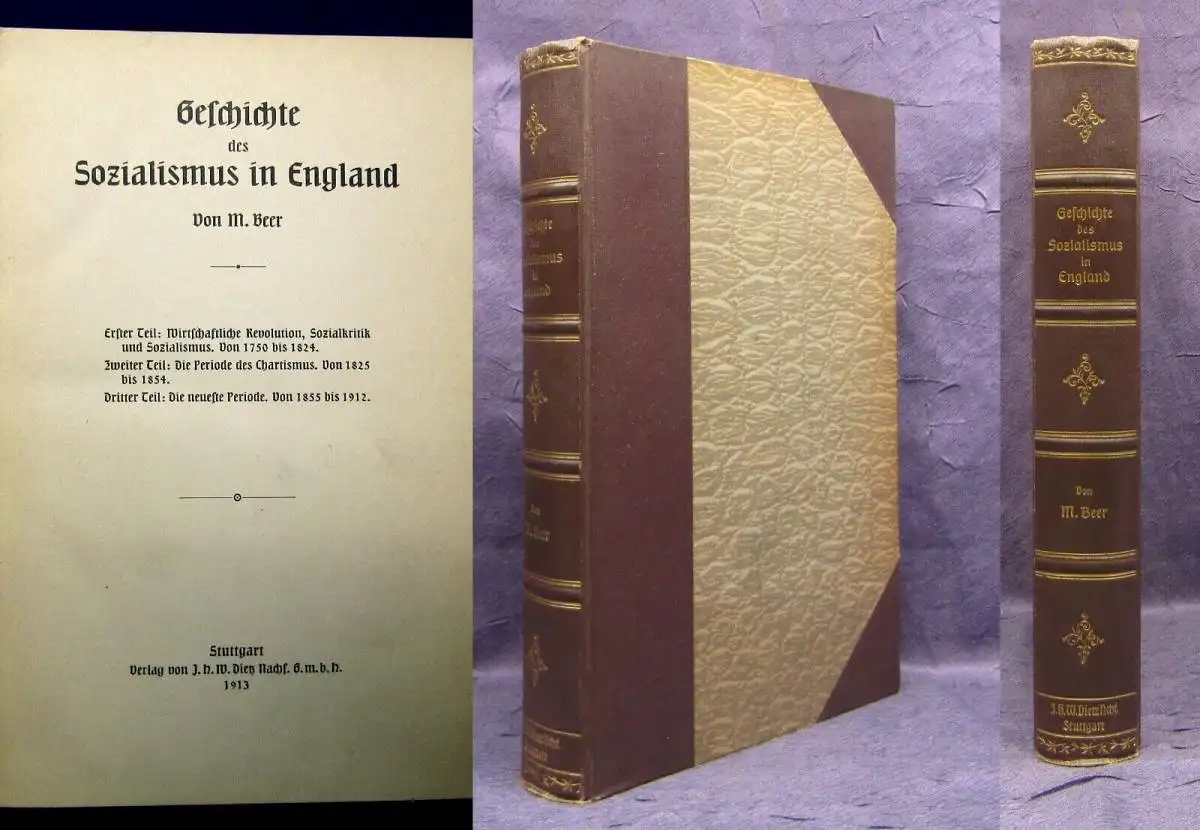 Geſchichte
des
Sozialismus in England
Von M. Beer
Erſter Teil: Wirtſchaftliche Revolution, Sozialkritik
und Sozialismus. Von 1750 bis 1824.
Zweiter Teil: Die Periode des Chartismus. Von 1825
bis 1854.
Dritter Teil: Die neueſte Periode. Von 1855 bis 1912.
Stuttgart
Verlag von J. H. W. Dietz Nachf. G. m. b. H.
1913
Geſchichte
des
Sozialismus
in
England
Von
M. Beer
J.H.W. Dietz Nchf.
Stuttgart